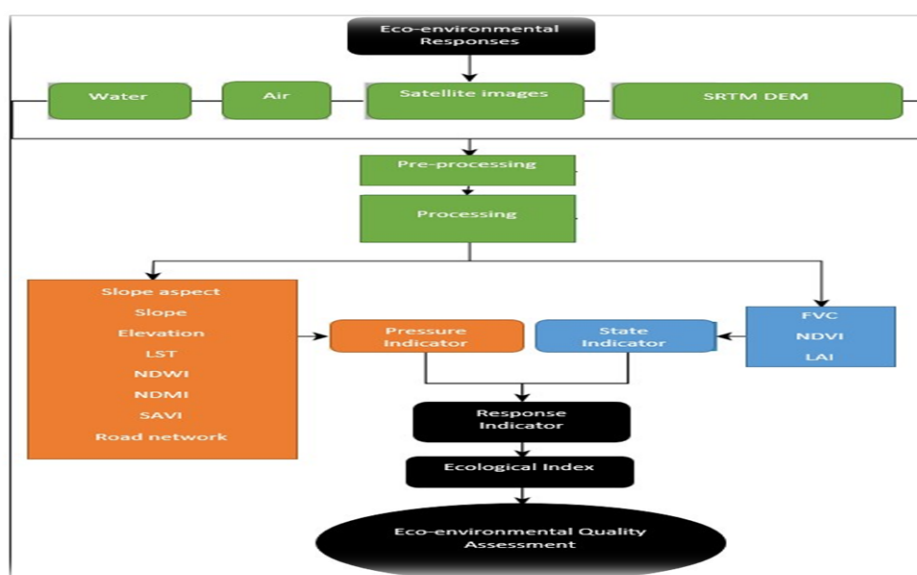 Eco-environmental
Responses
Water
Air
Satellite images
SRTM DEM
Pre-processing
Processing
Slope aspect
Slope
Elevation
LST
NDWI
NDMI
SAVI
Road network
Pressure
Indicator
State
Indicator
FVC
NDVI
LAI
Response
Indicator
Ecological Index
Eco-environmental Quality
Assessment